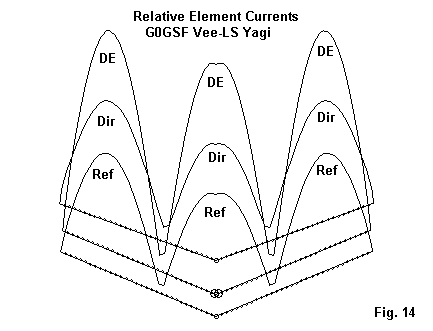 Relative Element Currents
G0GSF Vee-LS Yagi
DE
DE
DE
Dir
Dir
Dir
Ref
Ref
Ref
Fig. 14